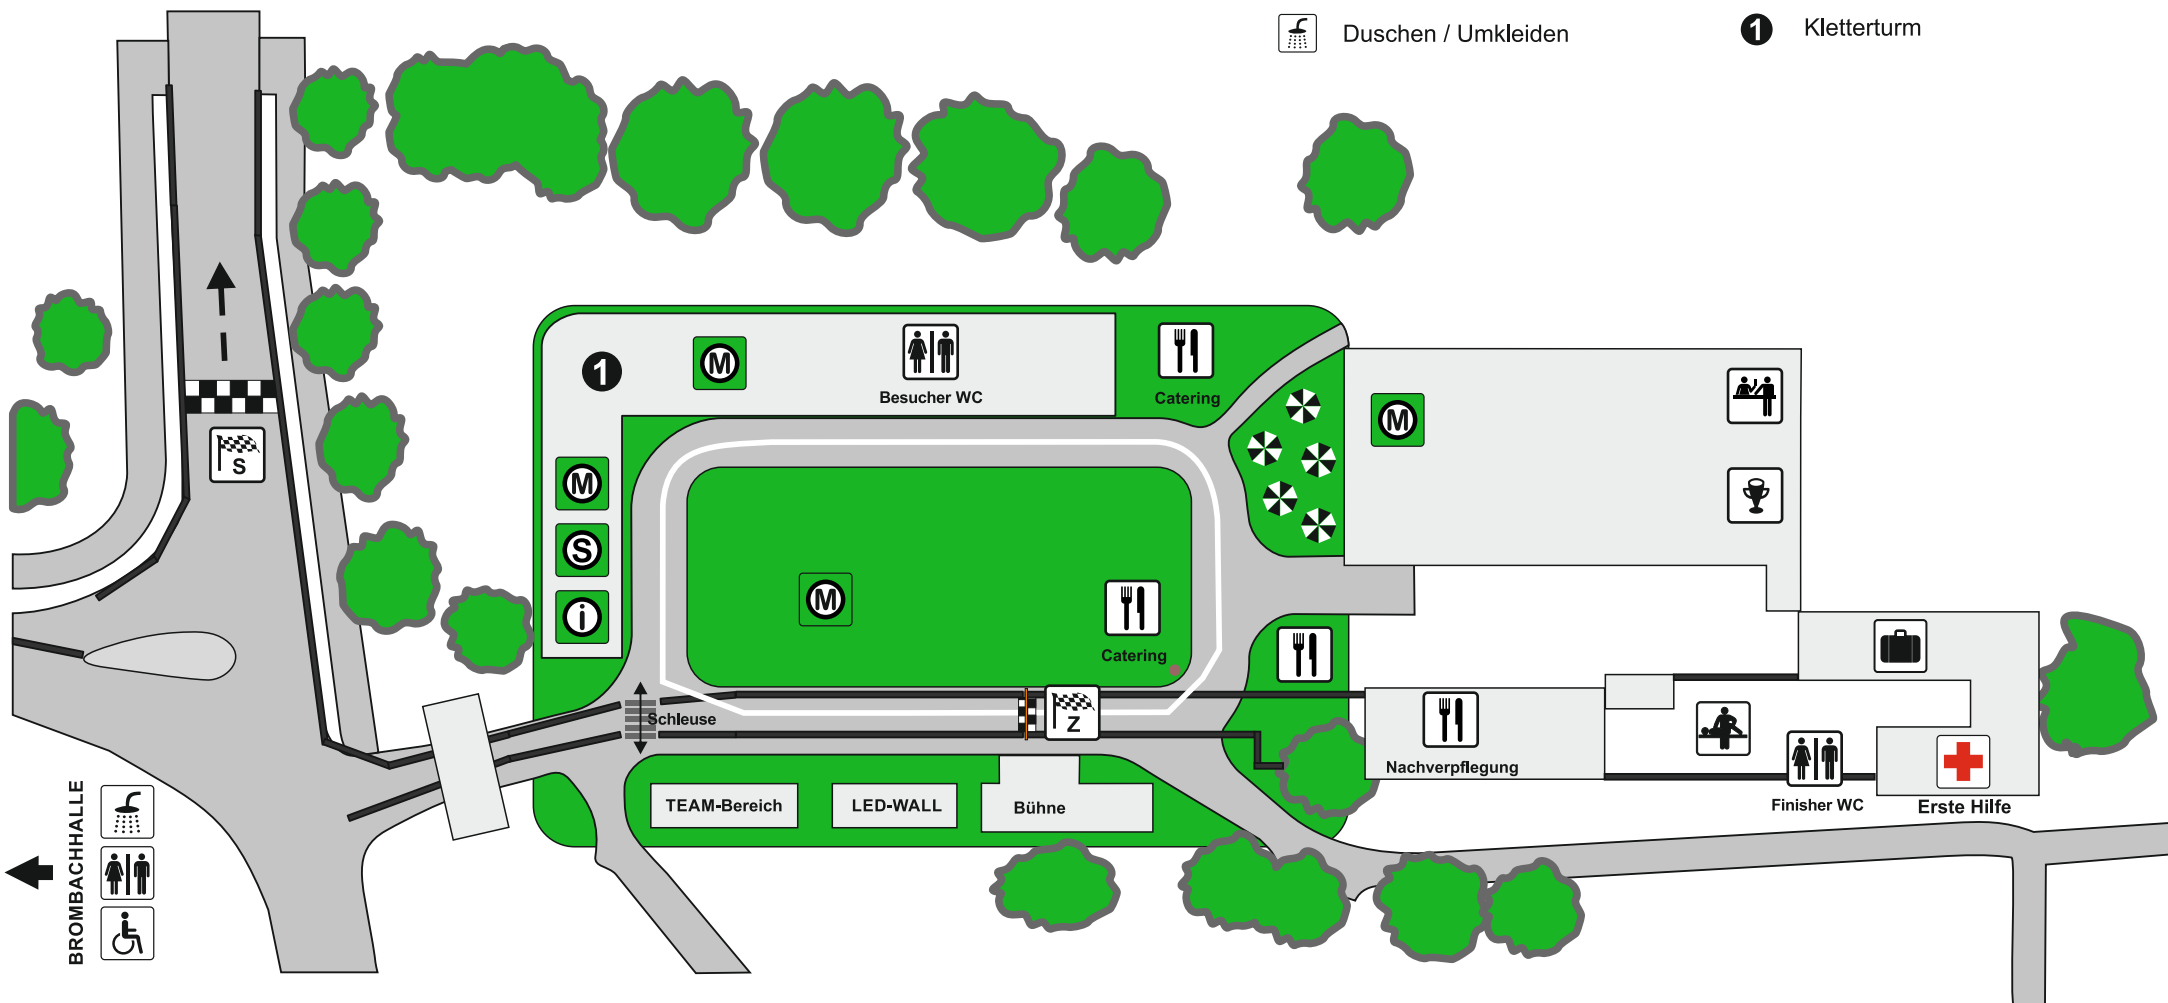 Duschen / Umkleiden
1 Kletterturm
1
M
Besucher WC
Catering
M
S
M
S
i
M
Catering
Schleuse
Z
TEAM-Bereich
LED-WALL
Bühne
Nachverpflegung
Finisher WC
Erste Hilfe
BROMBACHHALLE